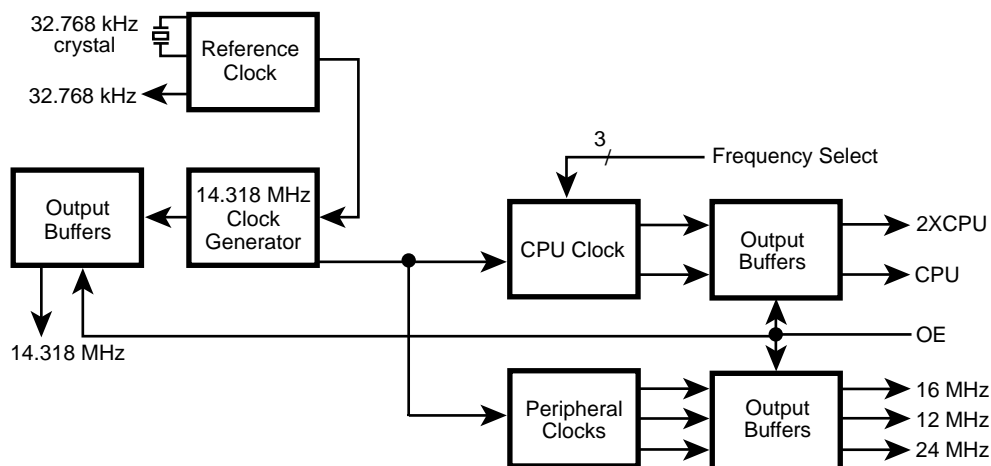 32.768 kHz
crystal
Reference
Clock
32.768 kHz
3
Frequency Select
Output
Buffers
14.318 MHz
Clock
Generator
CPU Clock
Output
Buffers
2XCPU
CPU
14.318 MHz
OE
Peripheral
Clocks
Output
Buffers
16 MHz
12 MHz
24 MHz